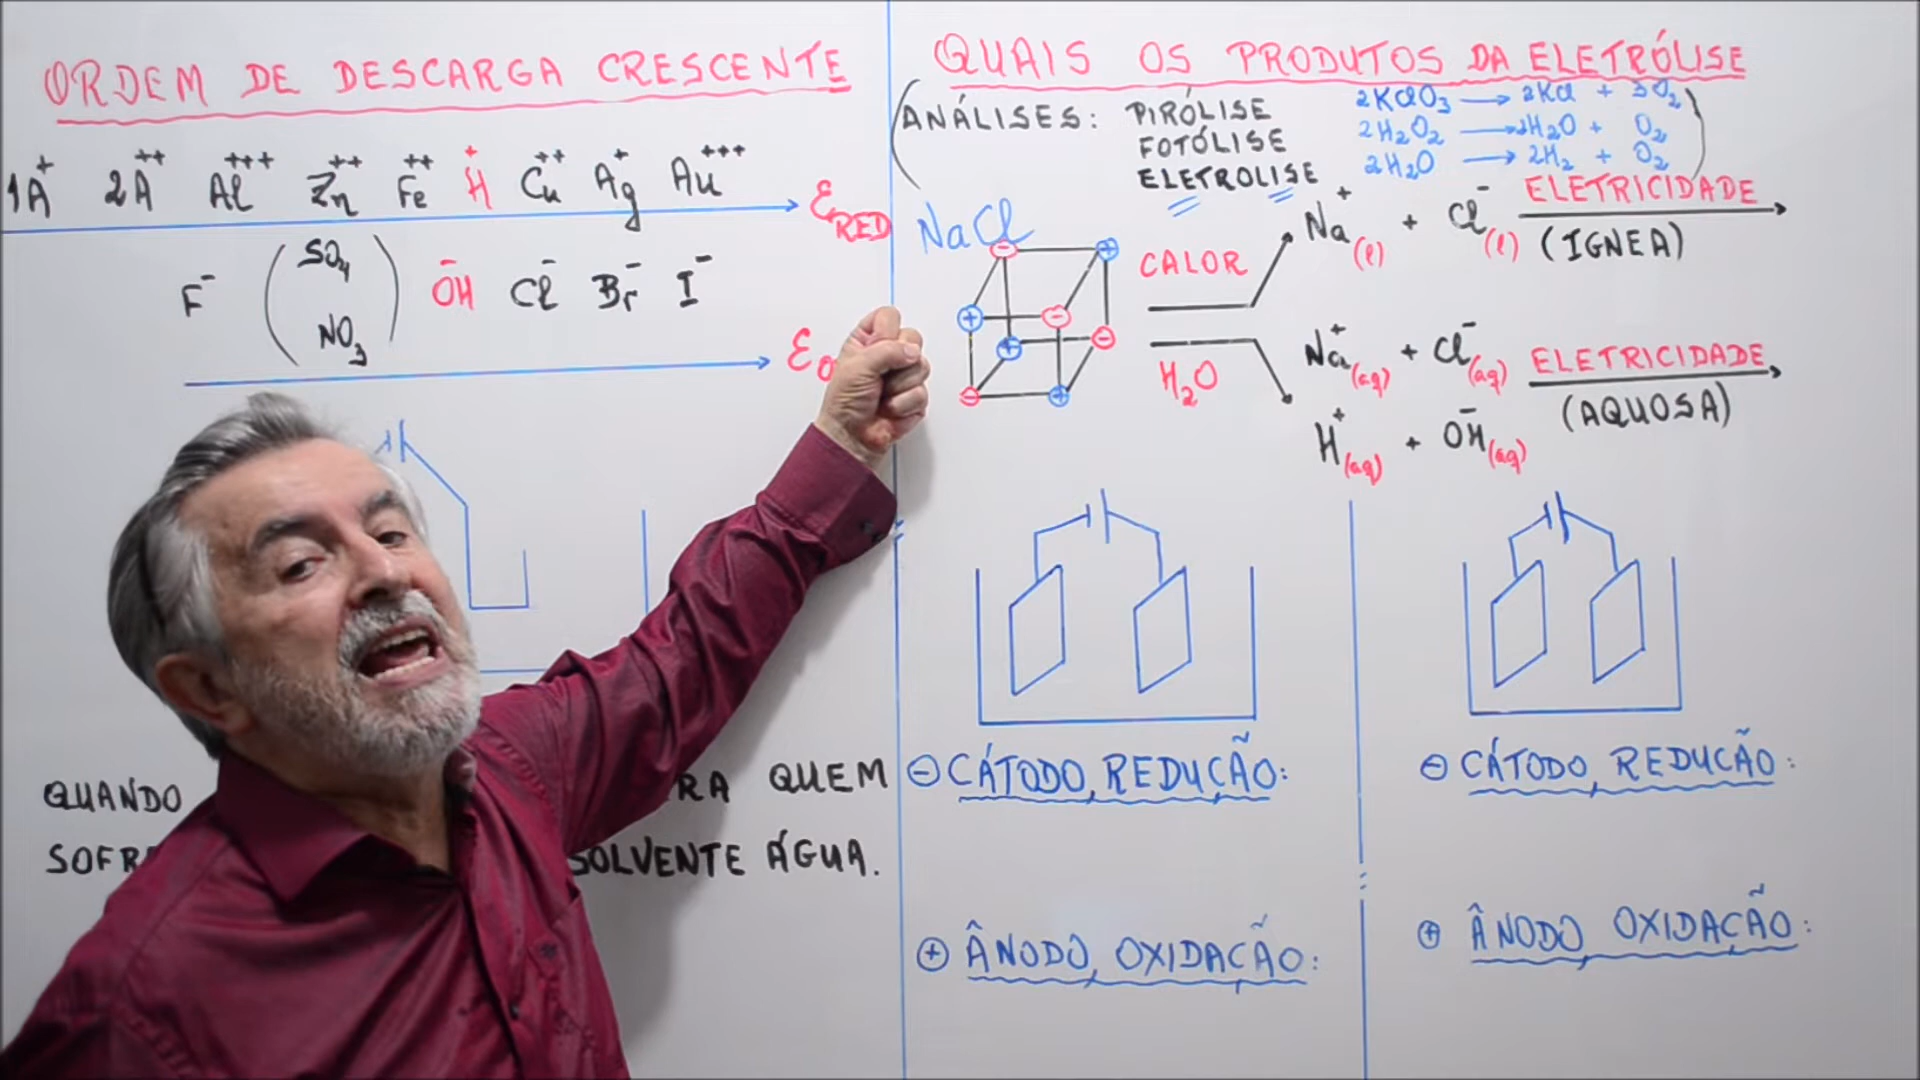 ORDEM DE DESCARGA CRESCENTE
1A⁺ 2A⁺⁺ Al⁺⁺⁺ Zn⁺⁺ Fe⁺⁺ H⁺ Cu⁺⁺ Ag⁺ Au⁺⁺⁺
ℰRED
F⁻ (SO₄⁻ NO₃⁻) OH⁻ Cl⁻ Br⁻ I⁻
QUANDO QUEM
SOLVENTE ÁGUA.
QUAIS OS PRODUTOS DA ELETRÓLISE
(ANÁLISES: PIRÓLISE 2KClO₃ → 2KCl + 3O₂
FOTÓLISE 2H₂O₂ → 2H₂O + O₂
ELETROLISE 2H₂O → 2H₂ + O₂)
NaCl
- +
+ - + -
- +
CALOR
Na⁺(l) + Cl⁻(l) ELETRICIDADE
(IGNEA)
H₂O
Na⁺(aq) + Cl⁻(aq) ELETRICIDADE
(AQUOSA)
H⁺(aq) + OH⁻(aq)
⊖ CÁTODO, REDUÇÃO:
⊕ ÂNODO, OXIDAÇÃO:
⊖ CÁTODO, REDUÇÃO:
⊕ ÂNODO, OXIDAÇÃO: